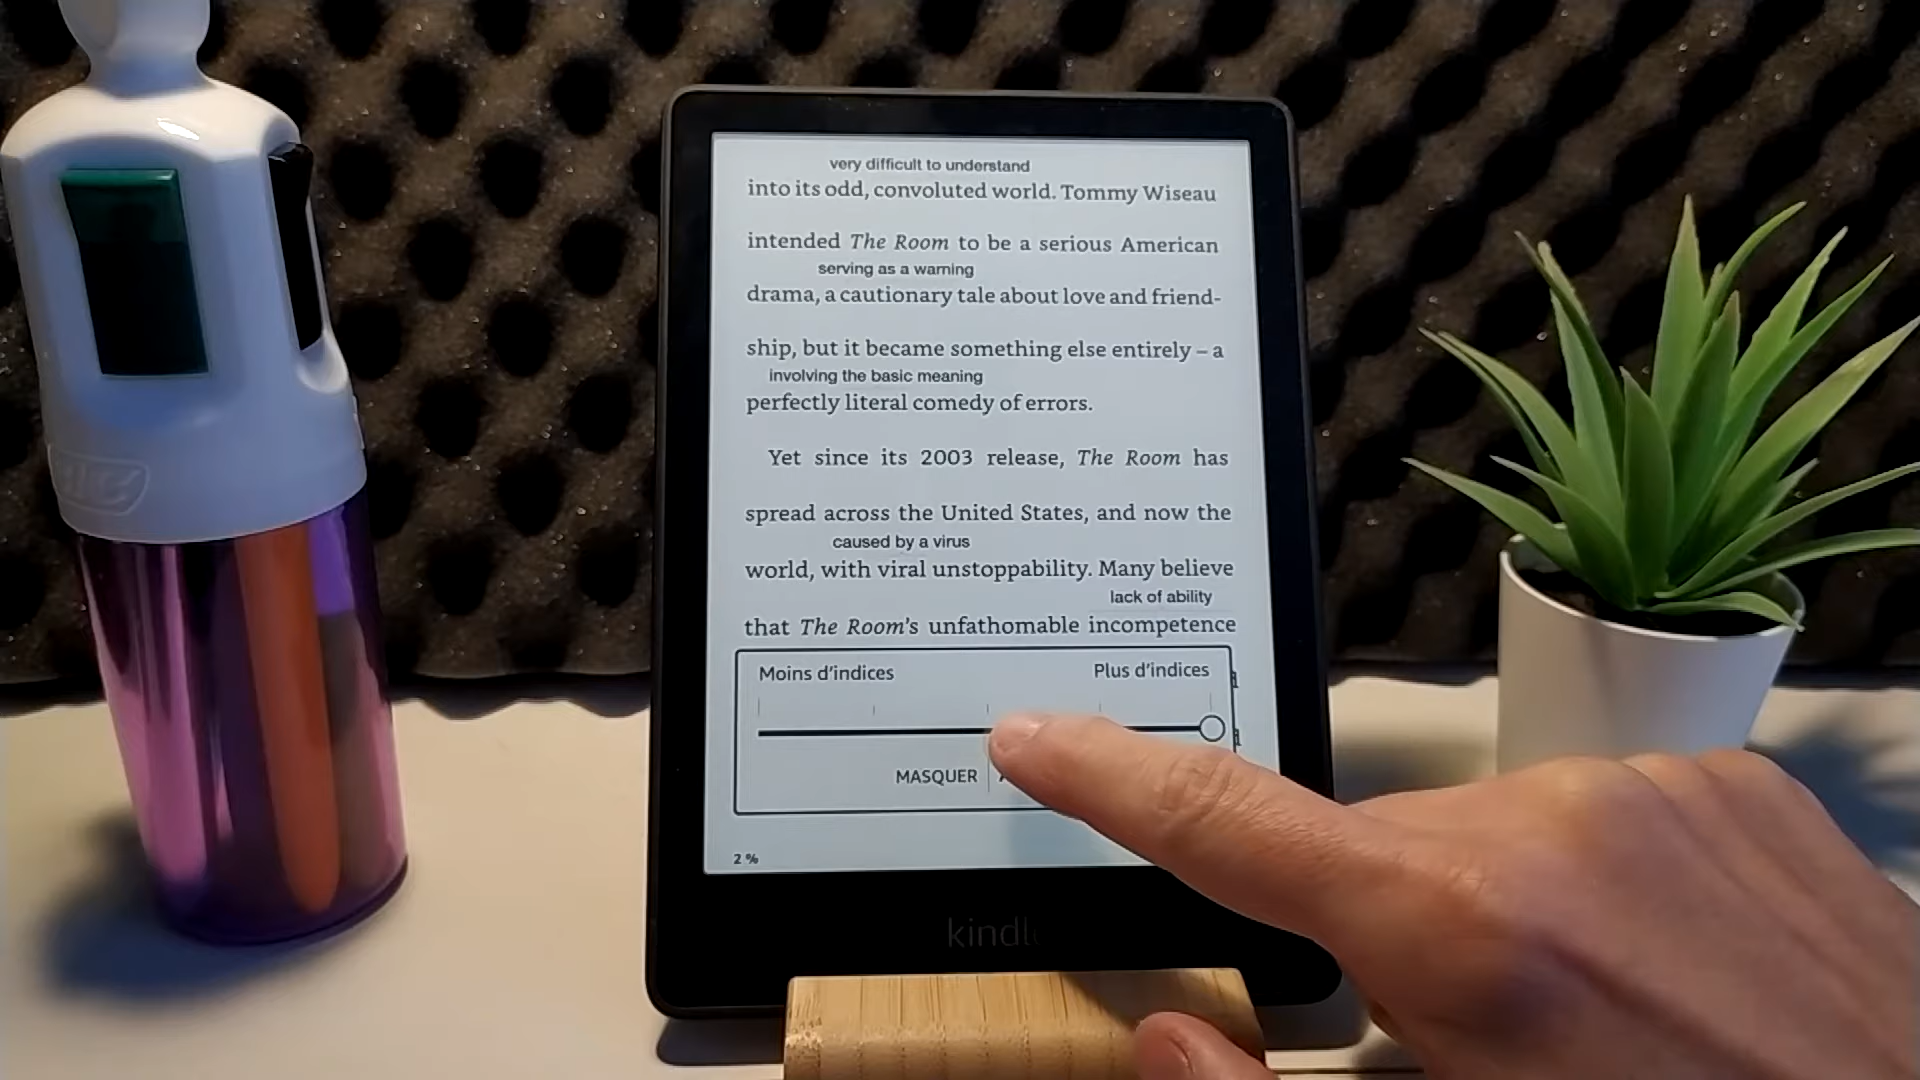 very difficult to understand
into its odd, convoluted world. Tommy Wiseau
intended The Room to be a serious American
serving as a warning
drama, a cautionary tale about love and friend-
ship, but it became something else entirely – a
involving the basic meaning
perfectly literal comedy of errors.
Yet since its 2003 release, The Room has
spread across the United States, and now the
caused by a virus
world, with viral unstoppability. Many believe
lack of ability
that The Room's unfathomable incompetence
Moins d'indices Plus d'indices
MASQUER
2 %
kindle
BIC